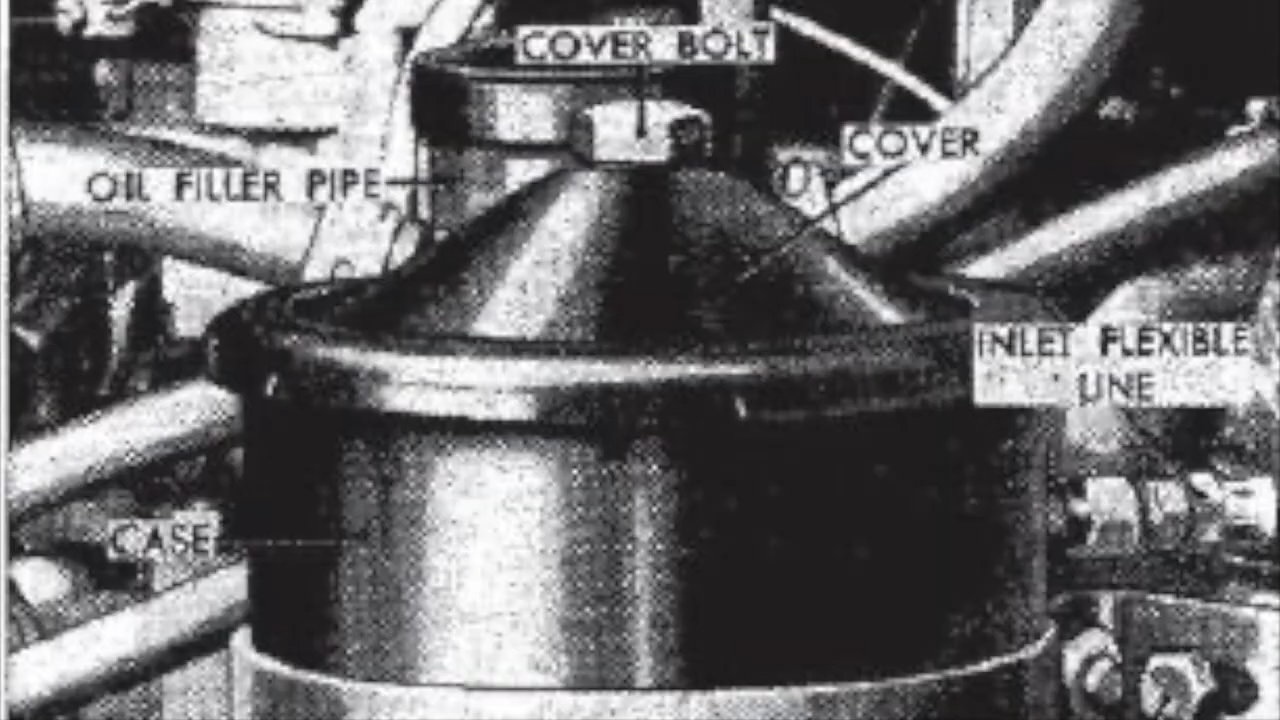 COVER BOLT
COVER
OIL FILLER PIPE
INLET FLEXIBLE
LINE
CASE